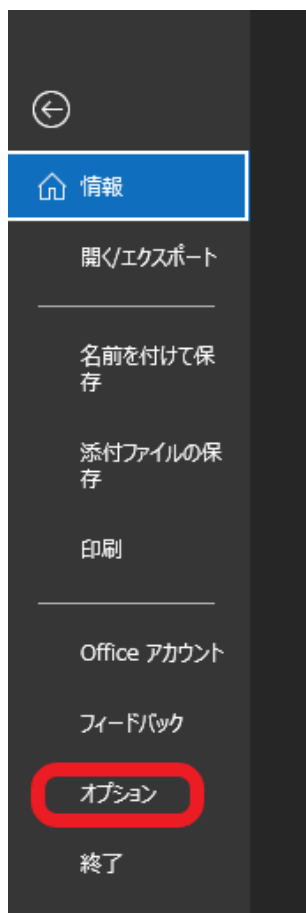 情報
開く/エクスポート
名前を付けて保
存
添付ファイルの保
存
印刷
Office アカウント
フィードバック
オプション
終了